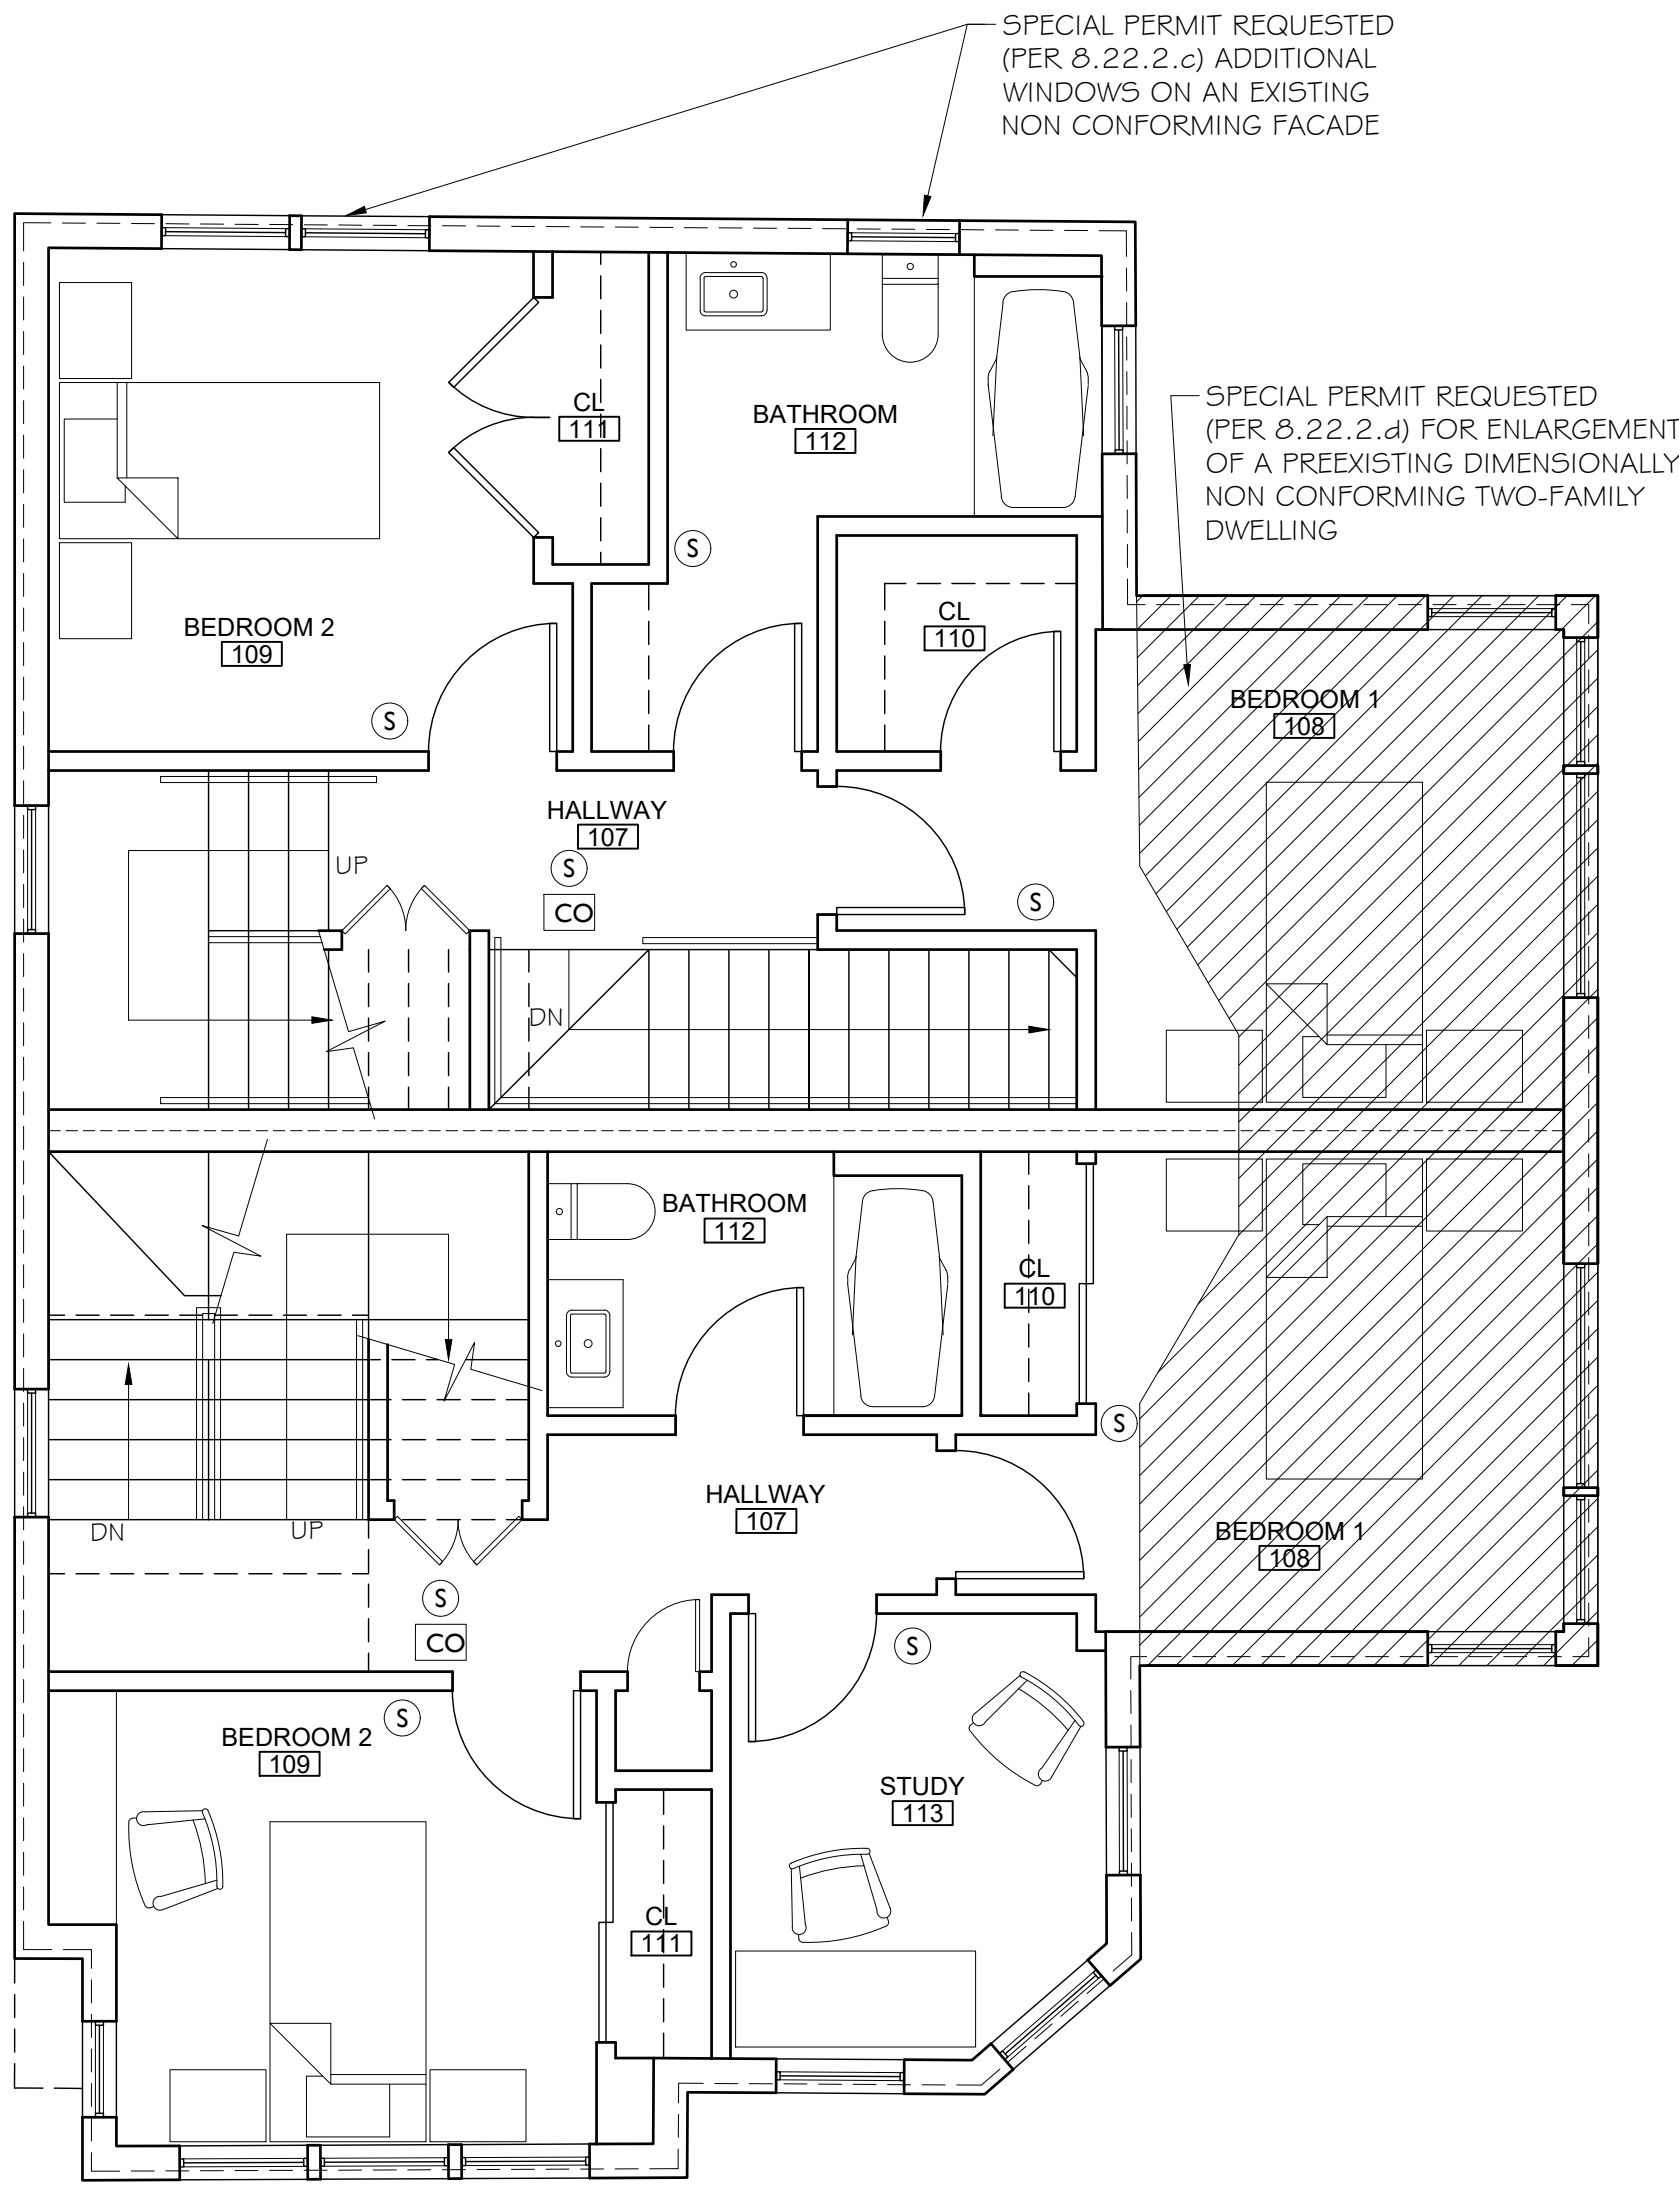 SPECIAL PERMIT REQUESTED
(PER 8.22.2.c) ADDITIONAL
WINDOWS ON AN EXISTING
NON CONFORMING FACADE
SPECIAL PERMIT REQUESTED
(PER 8.22.2.d) FOR ENLARGEMENT
OF A PREEXISTING DIMENSIONALLY
NON CONFORMING TWO-FAMILY
DWELLING
CL
111
BATHROOM
112
S
CL
110
BEDROOM 2
109
S
BEDROOM 1
108
HALLWAY
107
UP
S
CO
S
DN
BATHROOM
112
CL
110
S
HALLWAY
107
DN
UP
BEDROOM 1
108
S
CO
S
S
BEDROOM 2
109
STUDY
113
CL
111